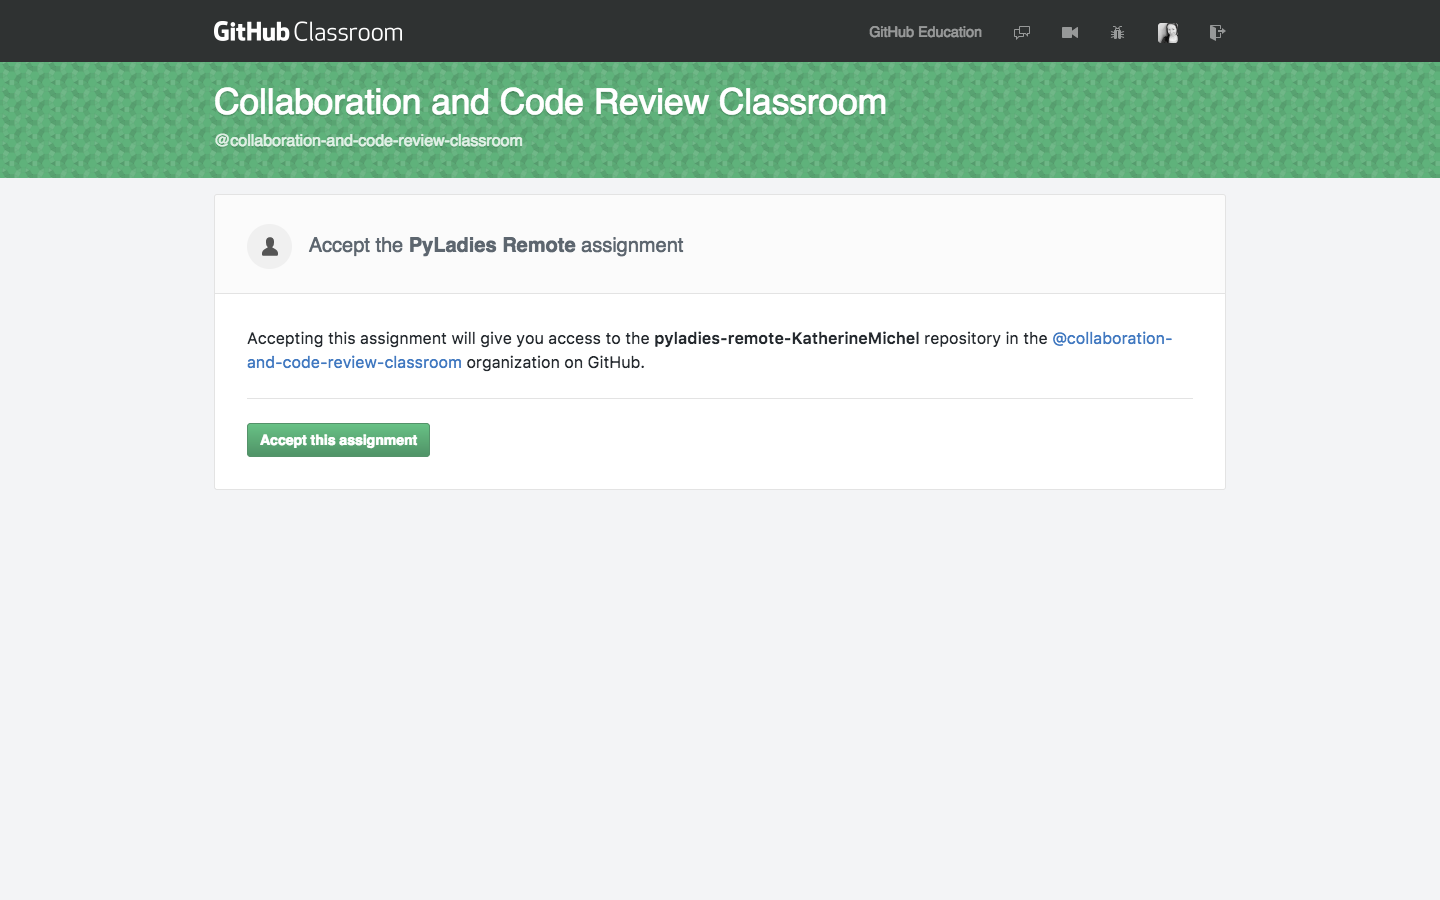 GitHub Classroom
GitHub Education
Collaboration and Code Review Classroom
@collaboration-and-code-review-classroom
Accept the PyLadies Remote assignment
Accepting this assignment will give you access to the pyladies-remote-KatherineMichel repository in the @collaboration-
and-code-review-classroom organization on GitHub.
Accept this assignment